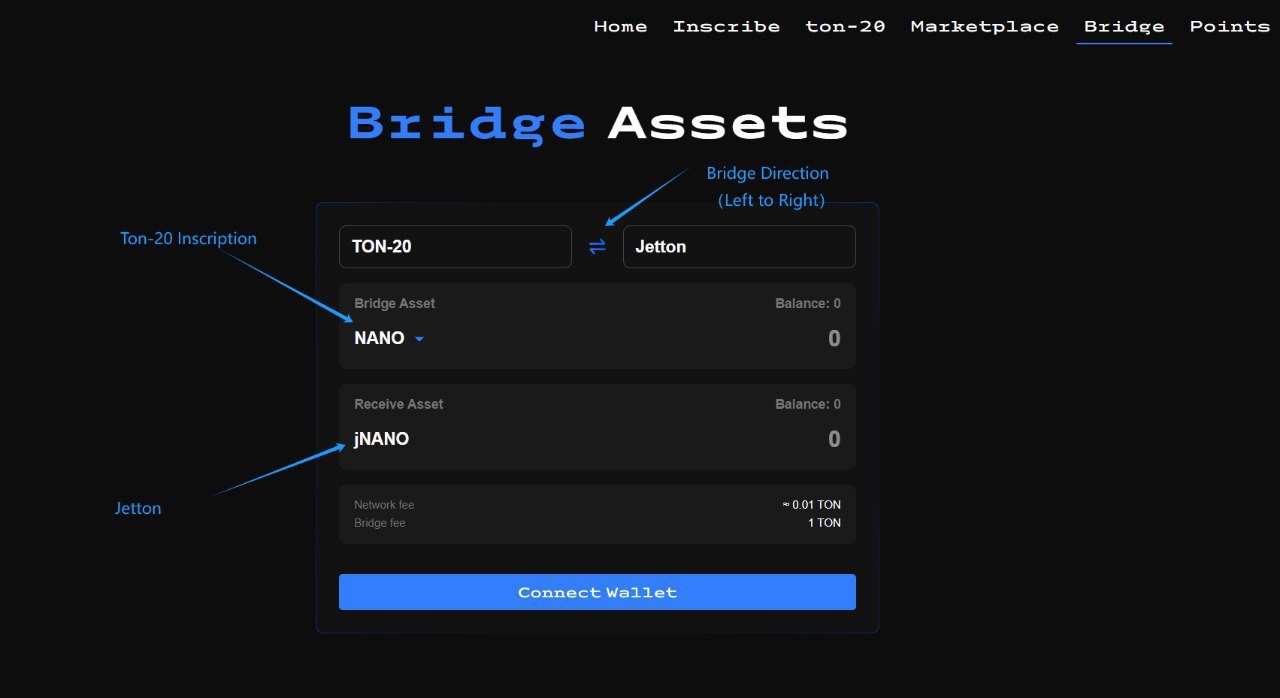 Home Inscribe ton-20 Marketplace Bridge Points
Bridge Assets
Bridge Direction
(Left to Right)
Ton-20 Inscription
TON-20 Jetton
Bridge Asset Balance: 0
NANO 0
Receive Asset Balance: 0
jNANO 0
Jetton
Network fee ≈ 0.01 TON
Bridge fee 1 TON
Connect Wallet